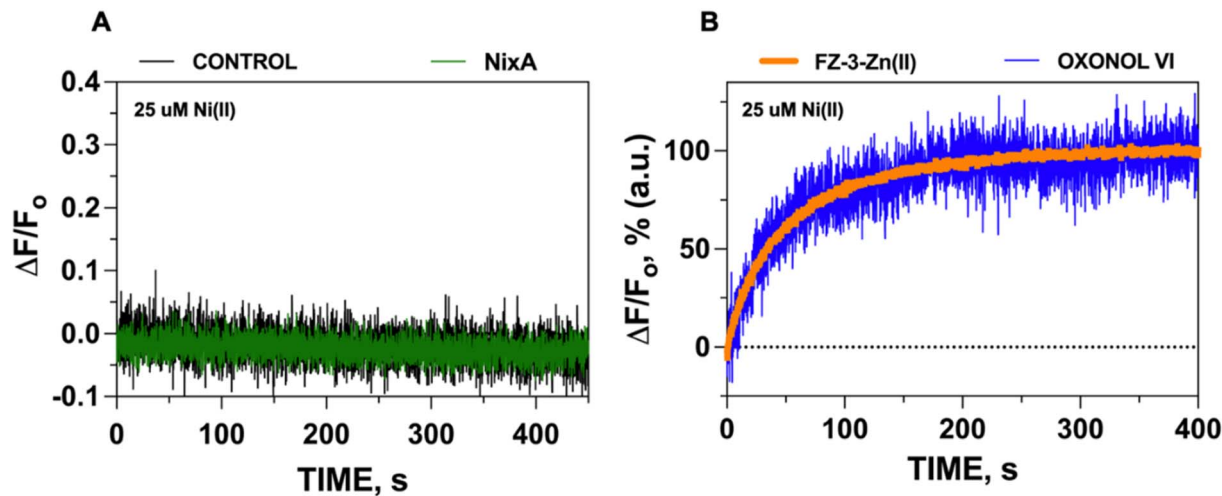 A
CONTROL NixA
25 uM Ni(II)
0.4
0.3
0.2
0.1
0.0
-0.1
ΔF/Fo
0 100 200 300 400
TIME, s
B
FZ-3-Zn(II) OXONOL VI
25 uM Ni(II)
100
50
0
ΔF/Fo, % (a.u.)
0 100 200 300 400
TIME, s